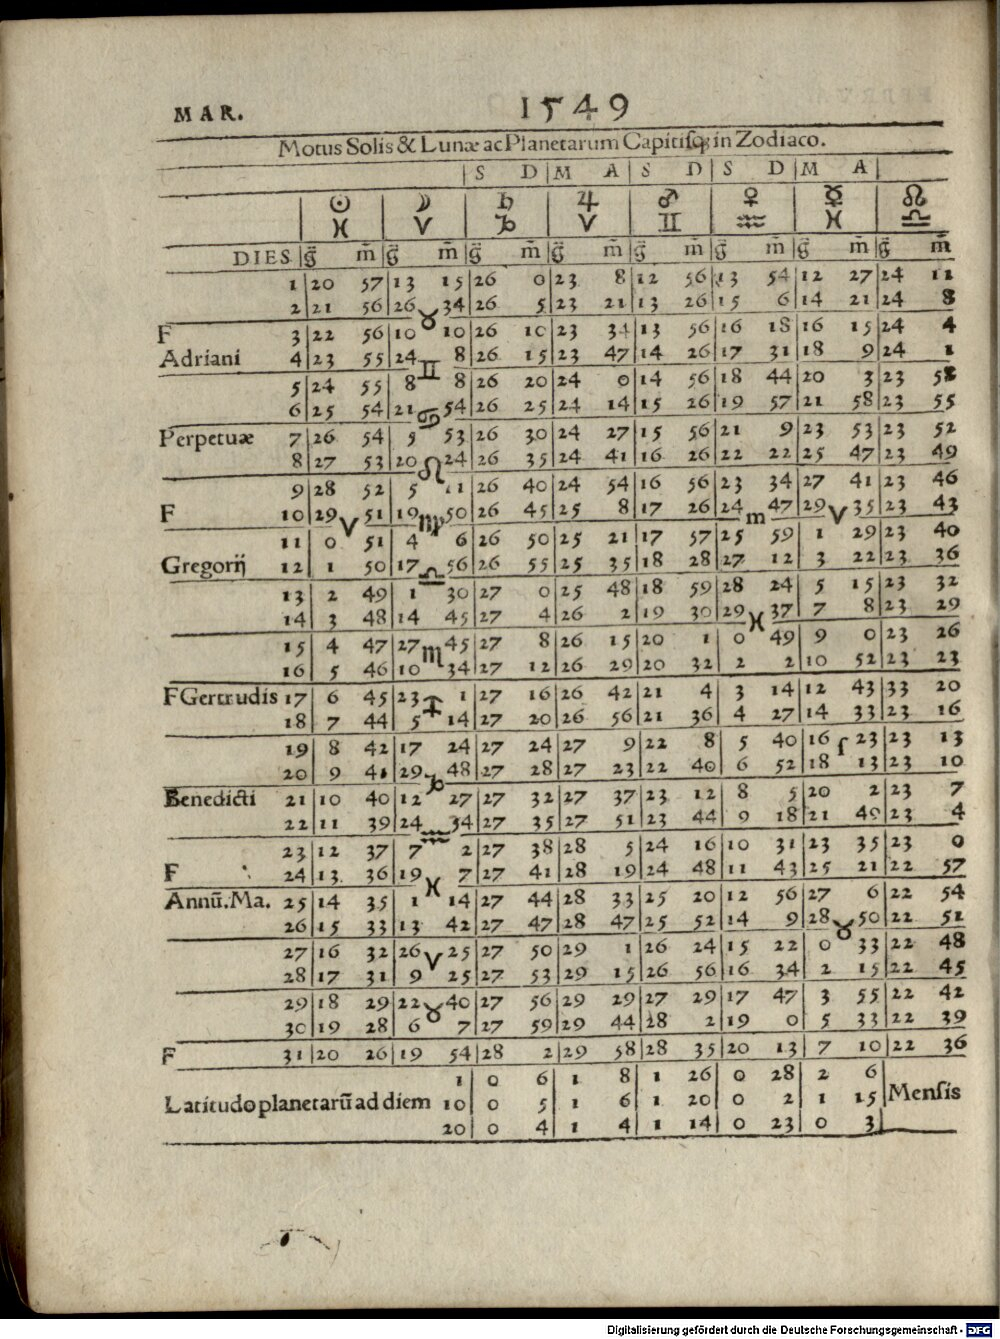 MAR. 1549
Motus Solis & Lunæ ac Planetarum Capitisq; in Zodiaco.
S D M A S D S D M A
☉ ☽ ♄ ♃ ♂ ♀ ☿ ☊
♓ ♈ ♑ ♈ ♊ ♒ ♓ ♎
DIES g̃ m̃ g̃ m̃ g̃ m̃ g̃ m̃ g̃ m̃ g̃ m̃ g̃ m̃ g̃ m̃
1 20 57 13 15 26 0 23 8 12 56 13 54 12 27 24 11
2 21 56 26 ♉ 34 26 5 23 21 13 26 15 6 14 21 24 8
F 3 22 56 10 10 26 10 23 34 13 56 16 18 16 15 24 4
Adriani 4 23 55 24 ♊ 8 26 15 23 47 14 26 17 31 18 9 24 1
5 24 55 8 8 26 20 24 0 14 56 18 44 20 3 23 58
6 25 54 21 ♋ 54 26 25 24 14 15 26 19 57 21 58 23 55
Perpetuæ 7 26 54 5 53 26 30 24 27 15 56 21 9 23 53 23 52
8 27 53 20 ♌ 24 26 35 24 41 16 26 22 22 25 47 23 49
9 28 52 5 11 26 40 24 54 16 56 23 34 27 41 23 46
F 10 29 ♈ 51 19 ♍ 50 26 45 25 8 17 26 24 m 47 29 ♈ 35 23 43
11 0 51 4 6 26 50 25 21 17 57 25 59 1 29 23 40
Gregorij 12 1 50 17 ♎ 56 26 55 25 35 18 28 27 12 3 22 23 36
13 2 49 1 30 27 0 25 48 18 59 28 24 5 15 23 32
14 3 48 14 45 27 4 26 2 19 30 29 ♓ 37 7 8 23 29
15 4 47 27 ♏ 45 27 8 26 15 20 1 0 49 9 0 23 26
16 5 46 10 34 27 12 26 29 20 32 2 2 10 52 23 23
F Gertrudis 17 6 45 23 ♐ 1 27 16 26 42 21 4 3 14 12 43 33 20
18 7 44 5 14 27 20 26 56 21 36 4 27 14 33 23 16
19 8 42 17 24 27 24 27 9 22 8 5 40 16 ſ 23 23 13
20 9 41 29 ♑ 48 27 28 27 23 22 40 6 52 18 13 23 10
Benedicti 21 10 40 12 27 27 32 27 37 23 12 8 5 20 2 23 7
22 11 39 24 ♒ 54 27 35 27 51 23 44 9 18 21 49 23 4
23 12 37 7 2 27 38 28 5 24 16 10 31 23 35 23 0
F 24 13 36 19 ♓ 7 27 41 28 19 24 48 11 43 25 21 22 57
Annũ. Ma. 25 14 35 1 14 27 44 28 33 25 20 12 56 27 6 22 54
26 15 33 13 42 27 47 28 47 25 52 14 9 28 ♉ 50 22 51
27 16 32 26 ♈ 25 27 50 29 1 26 24 15 22 0 33 22 48
28 17 31 9 25 27 53 29 15 26 56 16 34 2 15 22 45
29 18 29 22 ♉ 40 27 56 29 29 27 29 17 47 3 55 22 42
30 19 28 6 7 27 59 29 44 28 2 19 0 5 33 22 39
F 31 20 26 19 54 28 2 29 58 28 35 20 13 7 10 22 36
1 0 6 1 8 1 26 0 28 2 6
Latitudo planetarũ ad diem 10 0 5 1 6 1 20 0 2 1 15 Mensis
20 0 4 1 4 1 14 0 23 0 3
Digitalisierung gefördert durch die Deutsche Forschungsgemeinschaft - DFG